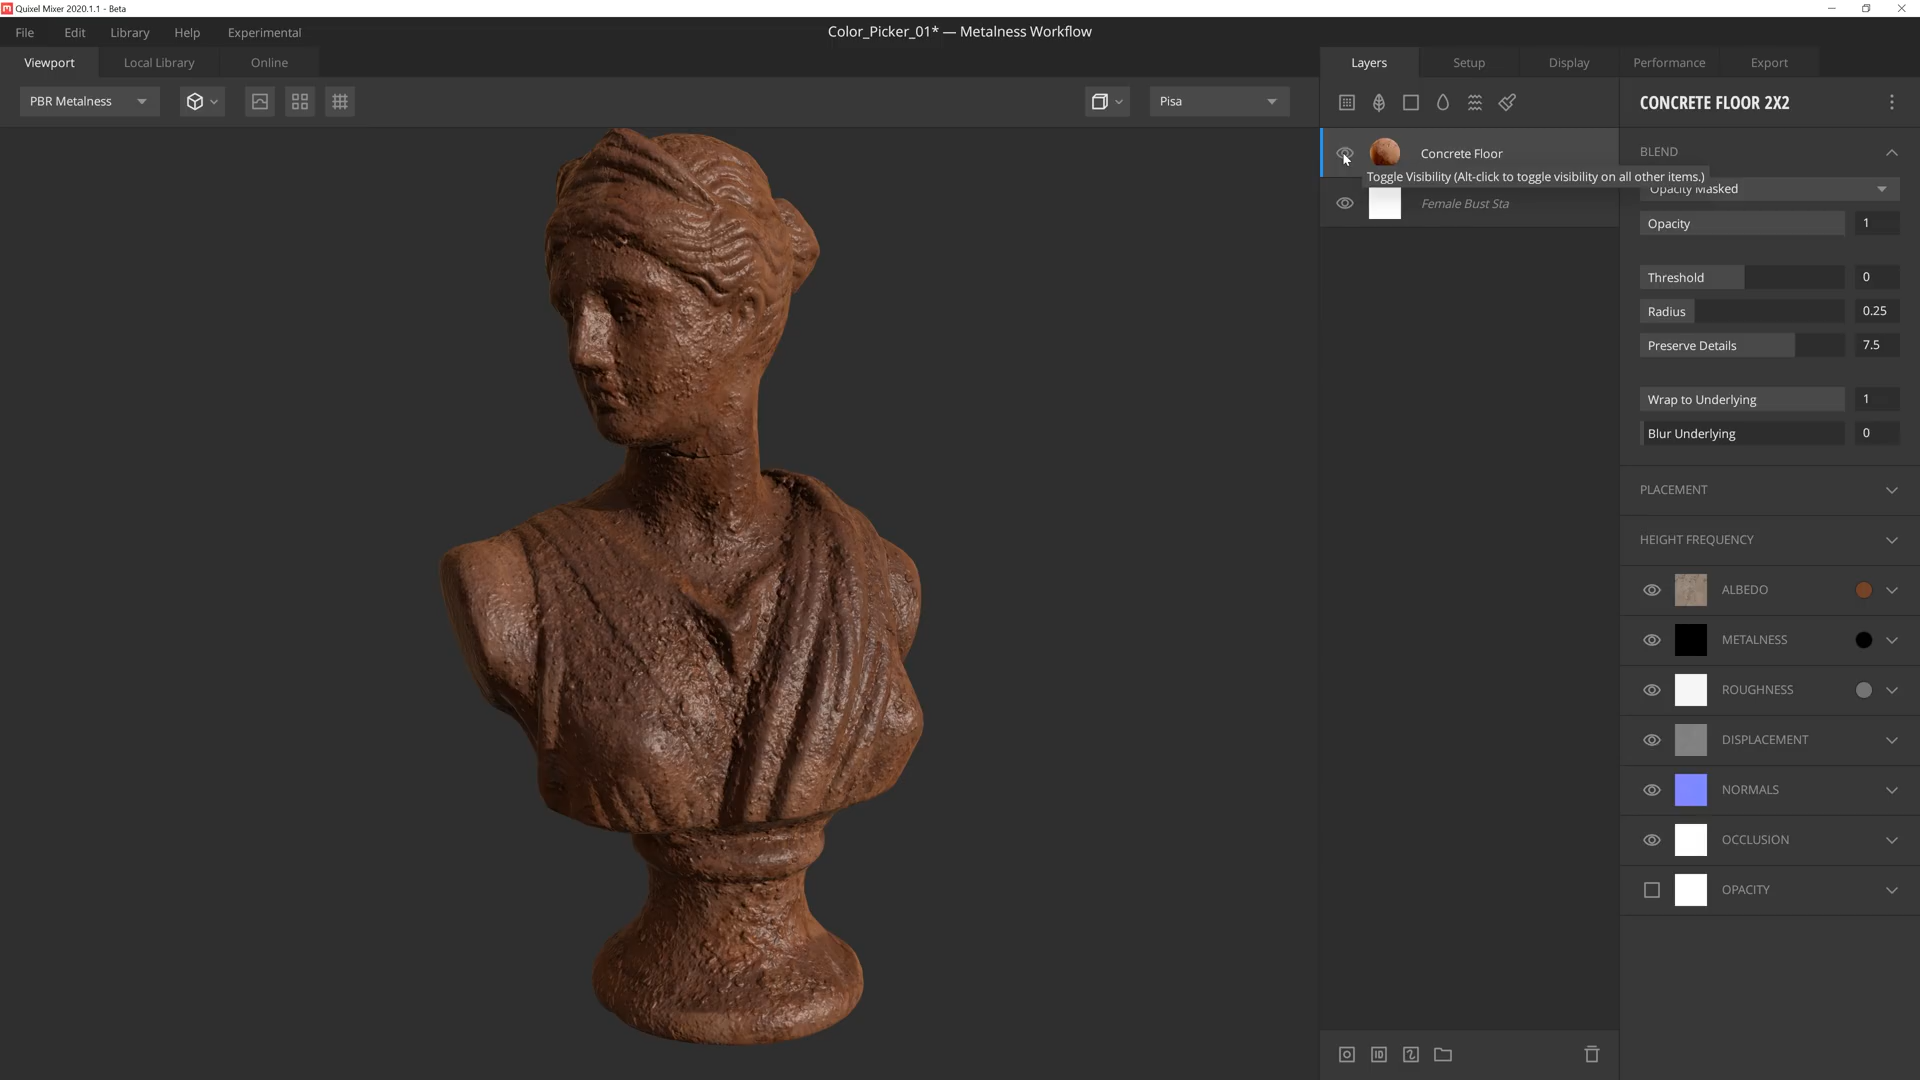 Quixel Mixer 2020.1.1 - Beta
File Edit Library Help Experimental
Color_Picker_01* — Metalness Workflow
Viewport Local Library Online
Layers Setup Display Performance Export
PBR Metalness
Pisa
CONCRETE FLOOR 2X2
Concrete Floor
BLEND
Toggle Visibility (Alt-click to toggle visibility on all other items.)
Opacity Masked
Female Bust Sta
Opacity 1
Threshold 0
Radius 0.25
Preserve Details 7.5
Wrap to Underlying 1
Blur Underlying 0
PLACEMENT
HEIGHT FREQUENCY
ALBEDO
METALNESS
ROUGHNESS
DISPLACEMENT
NORMALS
OCCLUSION
OPACITY
ID